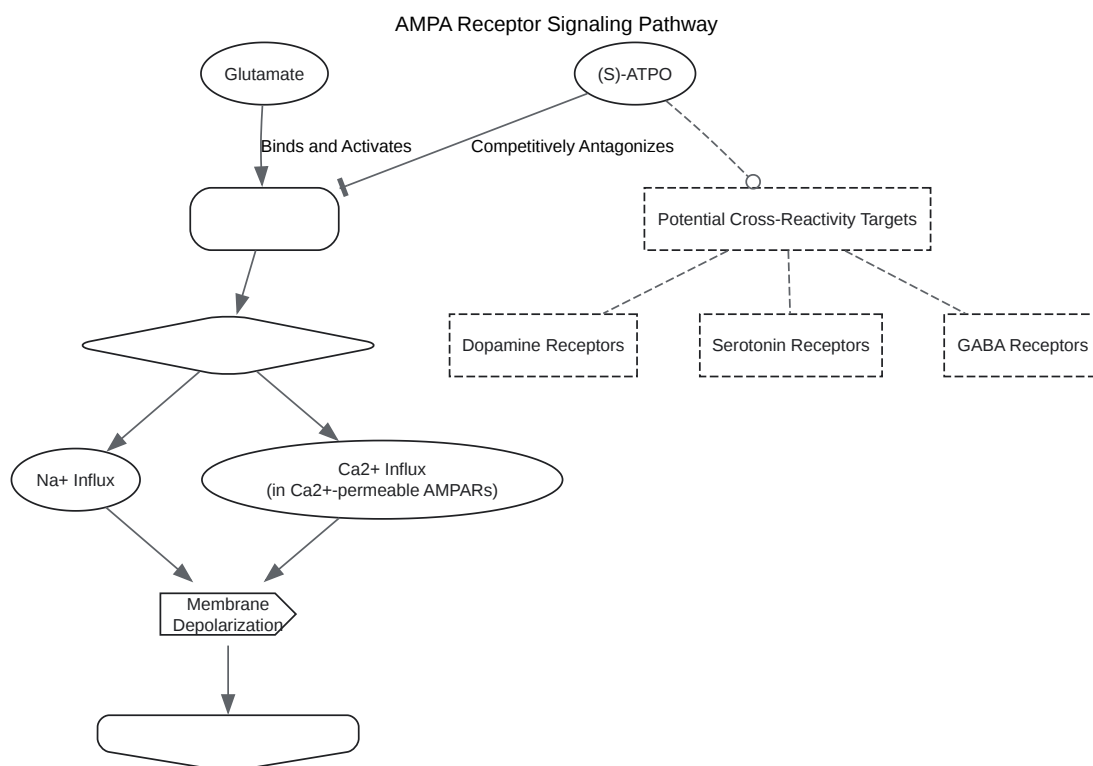 AMPA Receptor Signaling Pathway
Glutamate
(S)-ATPO
Binds and Activates
Competitively Antagonizes
Potential Cross-Reactivity Targets
Dopamine Receptors
Serotonin Receptors
GABA Receptors
Na+ Influx
Ca2+ Influx
(in Ca2+-permeable AMPARs)
Membrane
Depolarization